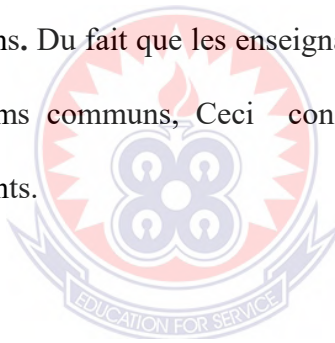 ns. Du fait que les enseigna
ms communs, Ceci con
nts.
EDUCATION FOR SERVICE